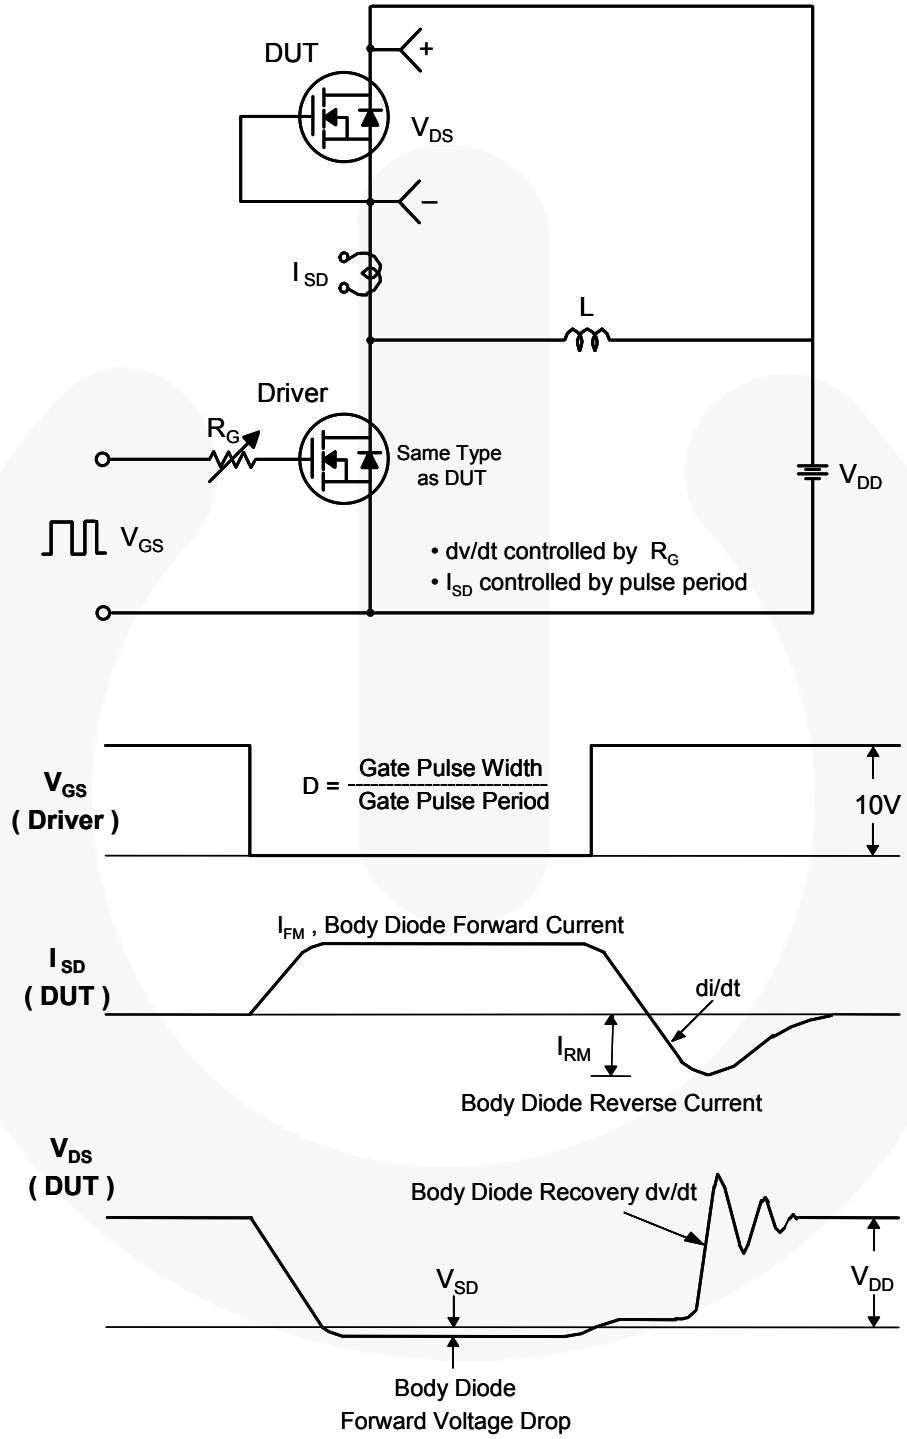 DUT
+
V_DS
−
I_SD
L
Driver
R_G
Same Type
as DUT
V_DD
V_GS
• dv/dt controlled by R_G
• I_SD controlled by pulse period
V_GS
( Driver )
D = Gate Pulse Width
Gate Pulse Period
10V
I_FM , Body Diode Forward Current
I_SD
( DUT )
di/dt
I_RM
Body Diode Reverse Current
V_DS
( DUT )
Body Diode Recovery dv/dt
V_SD
V_DD
Body Diode
Forward Voltage Drop